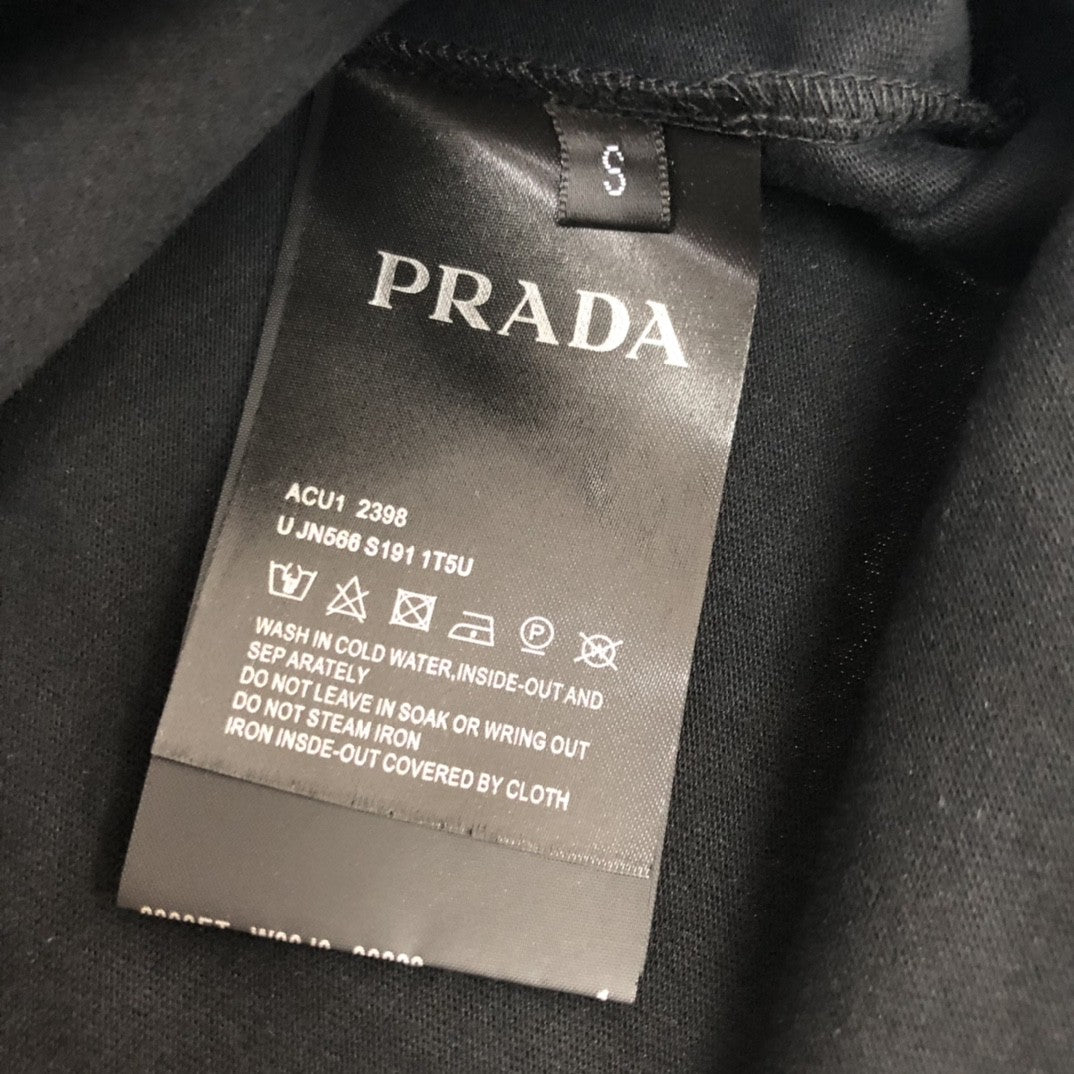 S
PRADA
ACU1 2398
U JN566 S191 1T5U
P
WASH IN COLD WATER,INSIDE-OUT AND
SEP ARATELY
DO NOT LEAVE IN SOAK OR WRING OUT
DO NOT STEAM IRON
IRON INSDE-OUT COVERED BY CLOTH